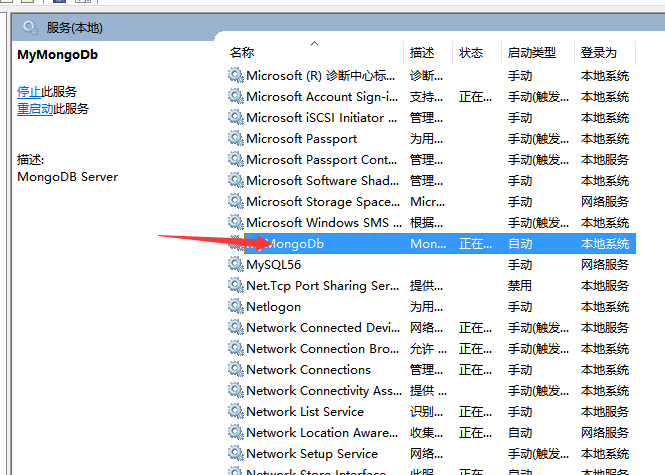 服务(本地)
MyMongoDb
停止此服务
重启动此服务
描述:
MongoDB Server
名称 描述 状态 启动类型 登录为
Microsoft (R) 诊断中心标... 诊断... 手动 本地系统
Microsoft Account Sign-i... 支持... 正在... 手动(触发... 本地系统
Microsoft iSCSI Initiator ... 管理... 手动 本地系统
Microsoft Passport 为用... 手动(触发... 本地系统
Microsoft Passport Cont... 管理... 手动(触发... 本地服务
Microsoft Software Shad... 管理... 手动 本地系统
Microsoft Storage Space... Micr... 手动 网络服务
Microsoft Windows SMS ... 根据... 手动(触发... 本地系统
MyMongoDb Mon... 正在... 自动 本地系统
MySQL56 手动 网络服务
Net.Tcp Port Sharing Ser... 提供... 禁用 本地服务
Netlogon 为用... 手动 本地系统
Network Connected Devi... 网络... 正在... 手动(触发... 本地服务
Network Connection Bro... 允许 ... 正在... 手动(触发... 本地系统
Network Connections 管理... 正在... 手动 本地系统
Network Connectivity Ass... 提供 ... 手动(触发... 本地系统
Network List Service 识别... 正在... 手动 本地服务
Network Location Aware... 收集... 正在... 自动 网络服务
Network Setup Service 网络... 手动(触发... 本地系统
Network Store Interface ... 此服... 正在... 自动 本地服务